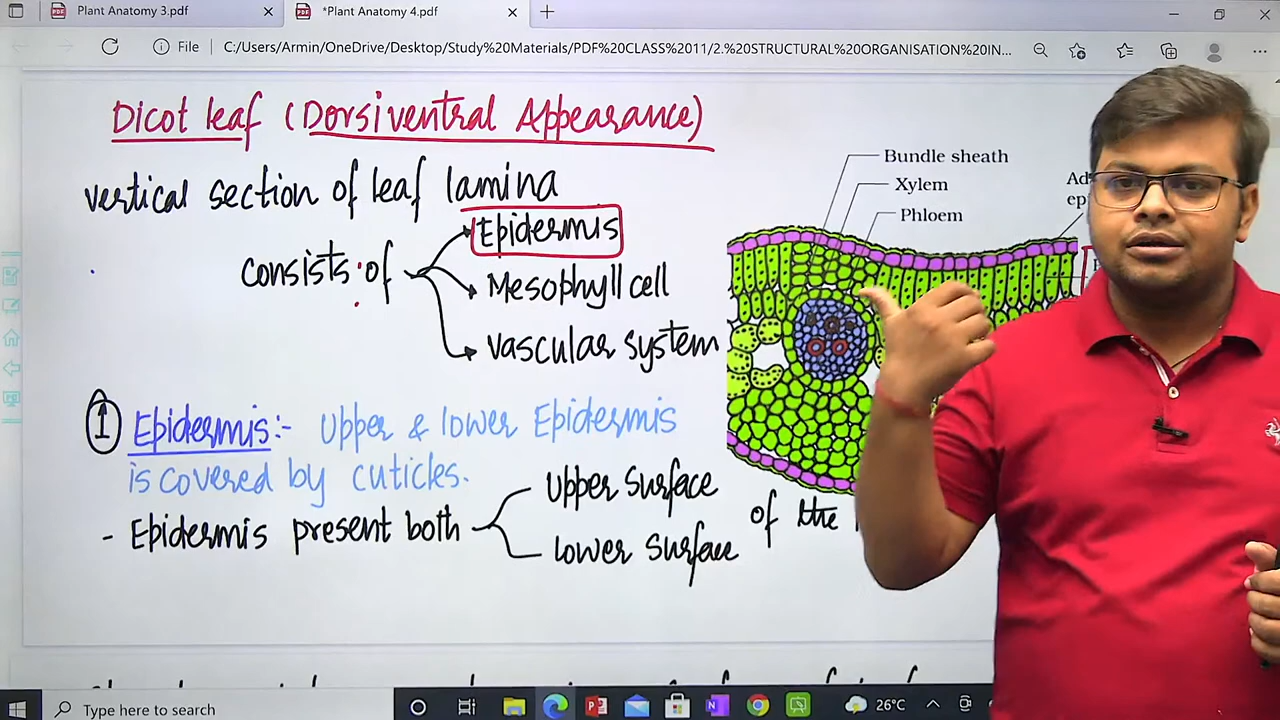 Plant Anatomy 3.pdf
*Plant Anatomy 4.pdf
File
C:/Users/Armin/OneDrive/Desktop/Study%20Materials/PDF%20CLASS%2011/2.%20STRUCTURAL%20ORGANISATION%20IN...
Dicot leaf (Dorsiventral Appearance)
vertical section of leaf lamina
consists of
Epidermis
Mesophyll cell
vascular system
Bundle sheath
Xylem
Phloem
1 Epidermis:- Upper & lower Epidermis
is covered by cuticles.
- Epidermis present both
Upper surface
lower surface
of the
Type here to search
26°C